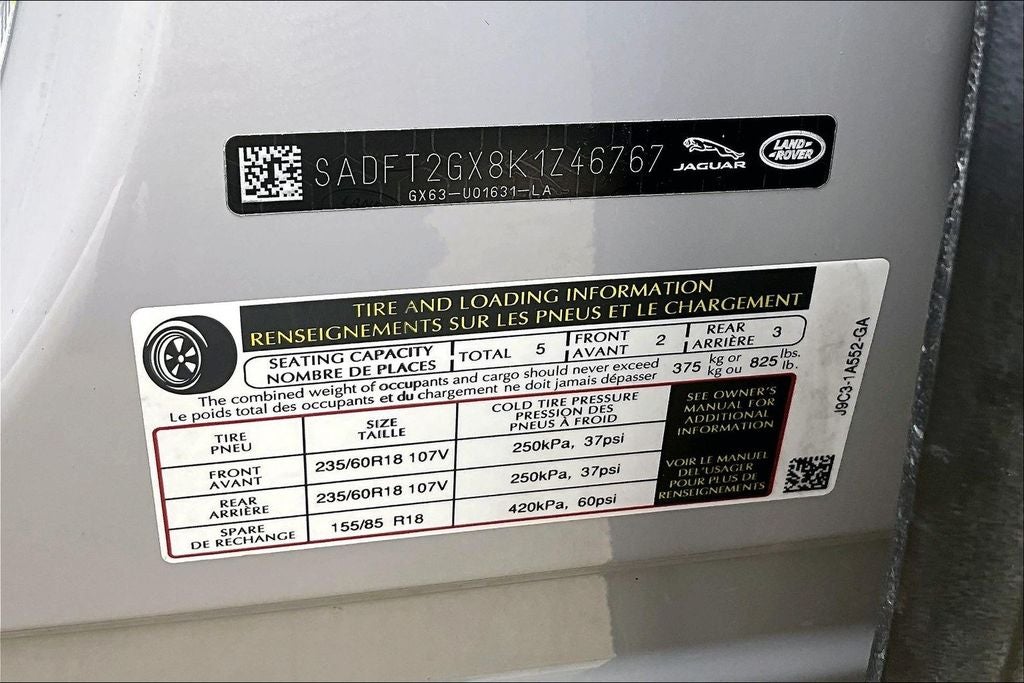 SADFT2GX8K1Z46767
GX63-U01631-LA
JAGUAR
LAND-
ROVER
TIRE AND LOADING INFORMATION
RENSEIGNEMENTS SUR LES PNEUS ET LE CHARGEMENT
SEATING CAPACITY
NOMBRE DE PLACES
TOTAL 5
FRONT
AVANT 2
REAR
ARRIÈRE 3
The combined weight of occupants and cargo should never exceed 375 kg or 825 lbs.
Le poids total des occupants et du chargement ne doit jamais dépasser kg ou lb.
TIRE
PNEU
SIZE
TAILLE
COLD TIRE PRESSURE
PRESSION DES
PNEUS À FROID
FRONT
AVANT
235/60R18 107V
250kPa, 37psi
REAR
ARRIÈRE
235/60R18 107V
250kPa, 37psi
SPARE
DE RECHANGE
155/85 R18
420kPa, 60psi
SEE OWNER'S
MANUAL FOR
ADDITIONAL
INFORMATION
VOIR LE MANUEL
DEL'USAGER
POUR PLUS DE
RENSEIGNEMENTS
J9C3-1A552-GA